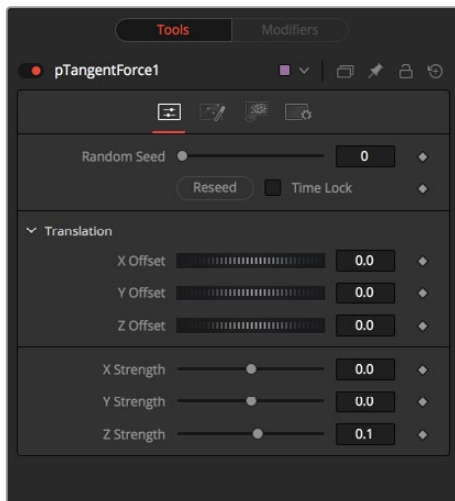 Tools Modifiers
pTangentForce1
Random Seed 0
Reseed Time Lock
Translation
X Offset 0.0
Y Offset 0.0
Z Offset 0.0
X Strength 0.0
Y Strength 0.0
Z Strength 0.1